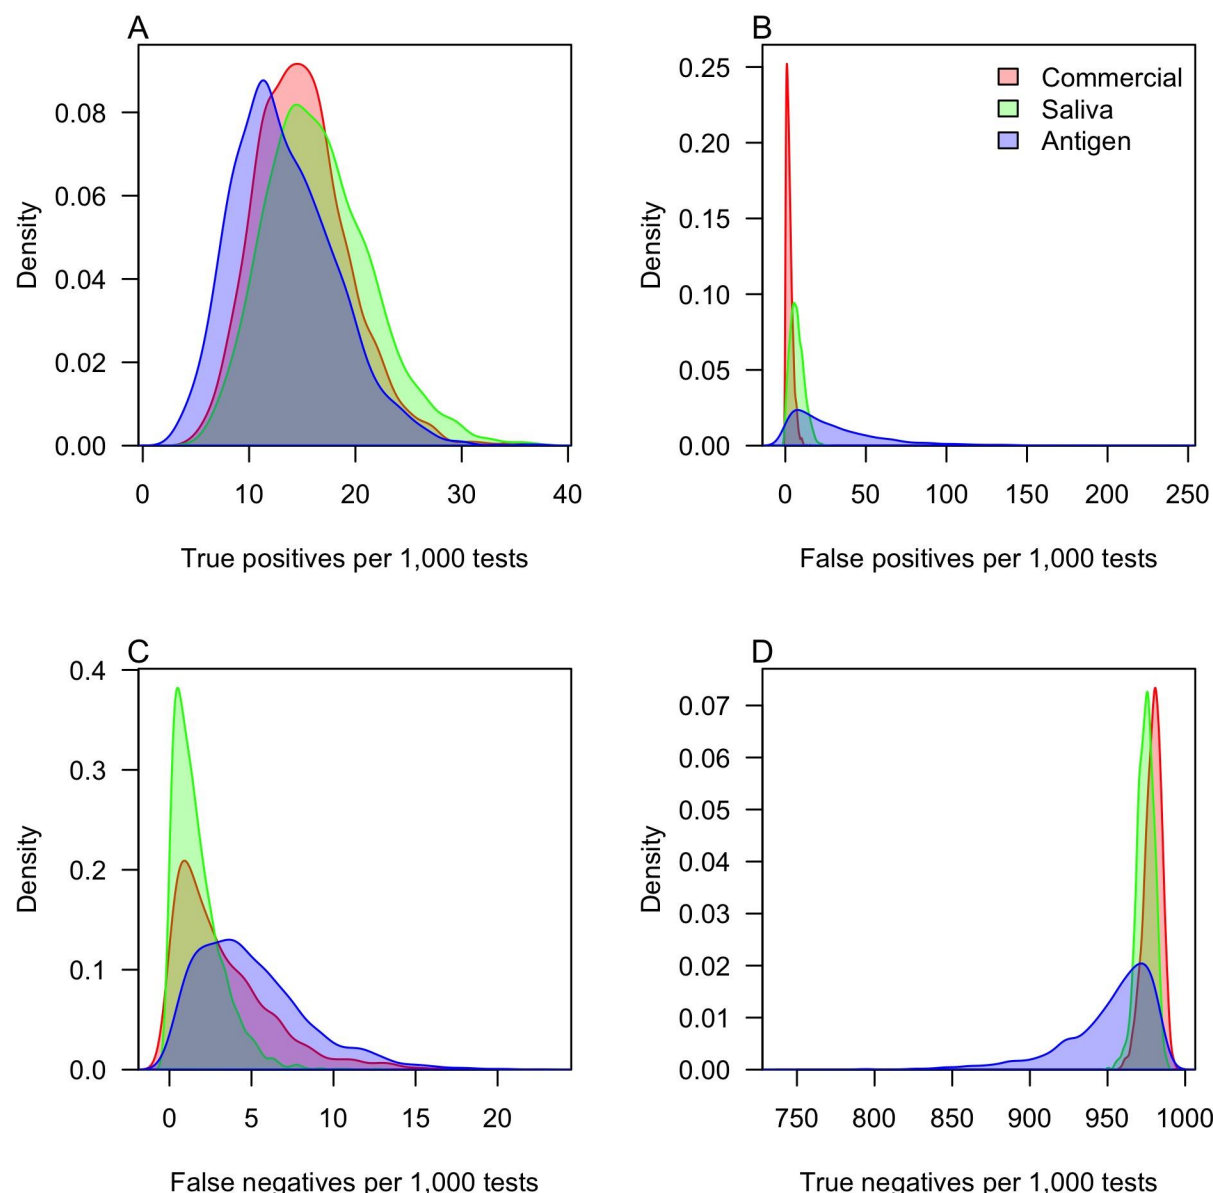 A
Density
0.08
0.06
0.04
0.02
0.00
0 10 20 30 40
True positives per 1,000 tests
B
Density
0.25
0.20
0.15
0.10
0.05
0.00
Commercial
Saliva
Antigen
0 50 100 150 200 250
False positives per 1,000 tests
C
Density
0.4
0.3
0.2
0.1
0.0
0 5 10 15 20
False negatives per 1,000 tests
D
Density
0.07
0.06
0.05
0.04
0.03
0.02
0.01
0.00
750 800 850 900 950 1000
True negatives per 1,000 tests